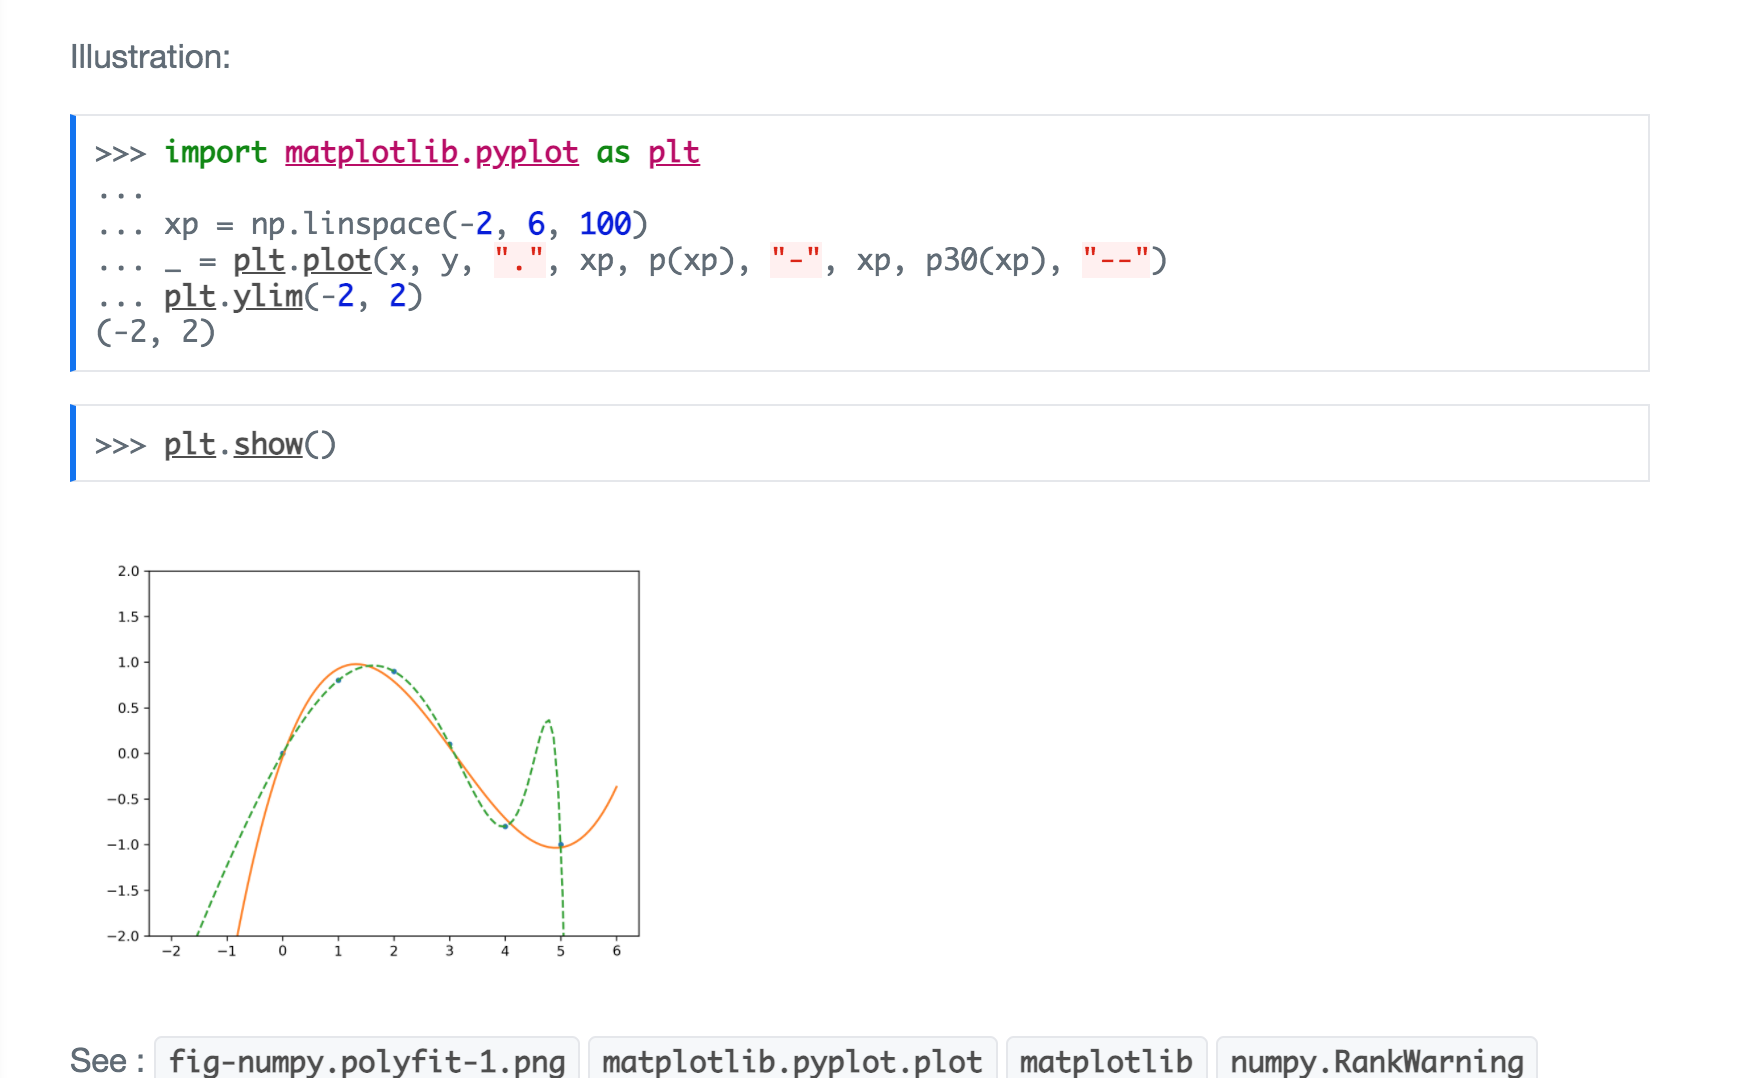 Illustration:
>>> import matplotlib.pyplot as plt
...
... xp = np.linspace(-2, 6, 100)
... _ = plt.plot(x, y, ".", xp, p(xp), "-", xp, p30(xp), "--")
... plt.ylim(-2, 2)
(-2, 2)
>>> plt.show()
2.0
1.5
1.0
0.5
0.0
−0.5
−1.0
−1.5
−2.0
−2 −1 0 1 2 3 4 5 6
See : fig-numpy.polyfit-1.png matplotlib.pyplot.plot matplotlib numpy.RankWarning